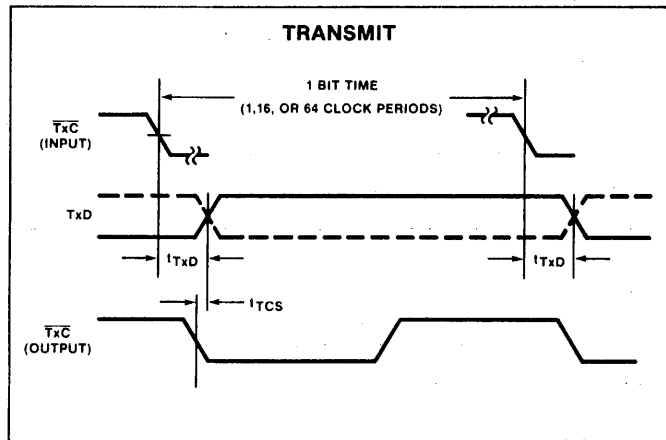 TRANSMIT
1 BIT TIME
(1,16, OR 64 CLOCK PERIODS)
TxC
(INPUT)
TxD
tTxD
tTxD
tTCS
TxC
(OUTPUT)